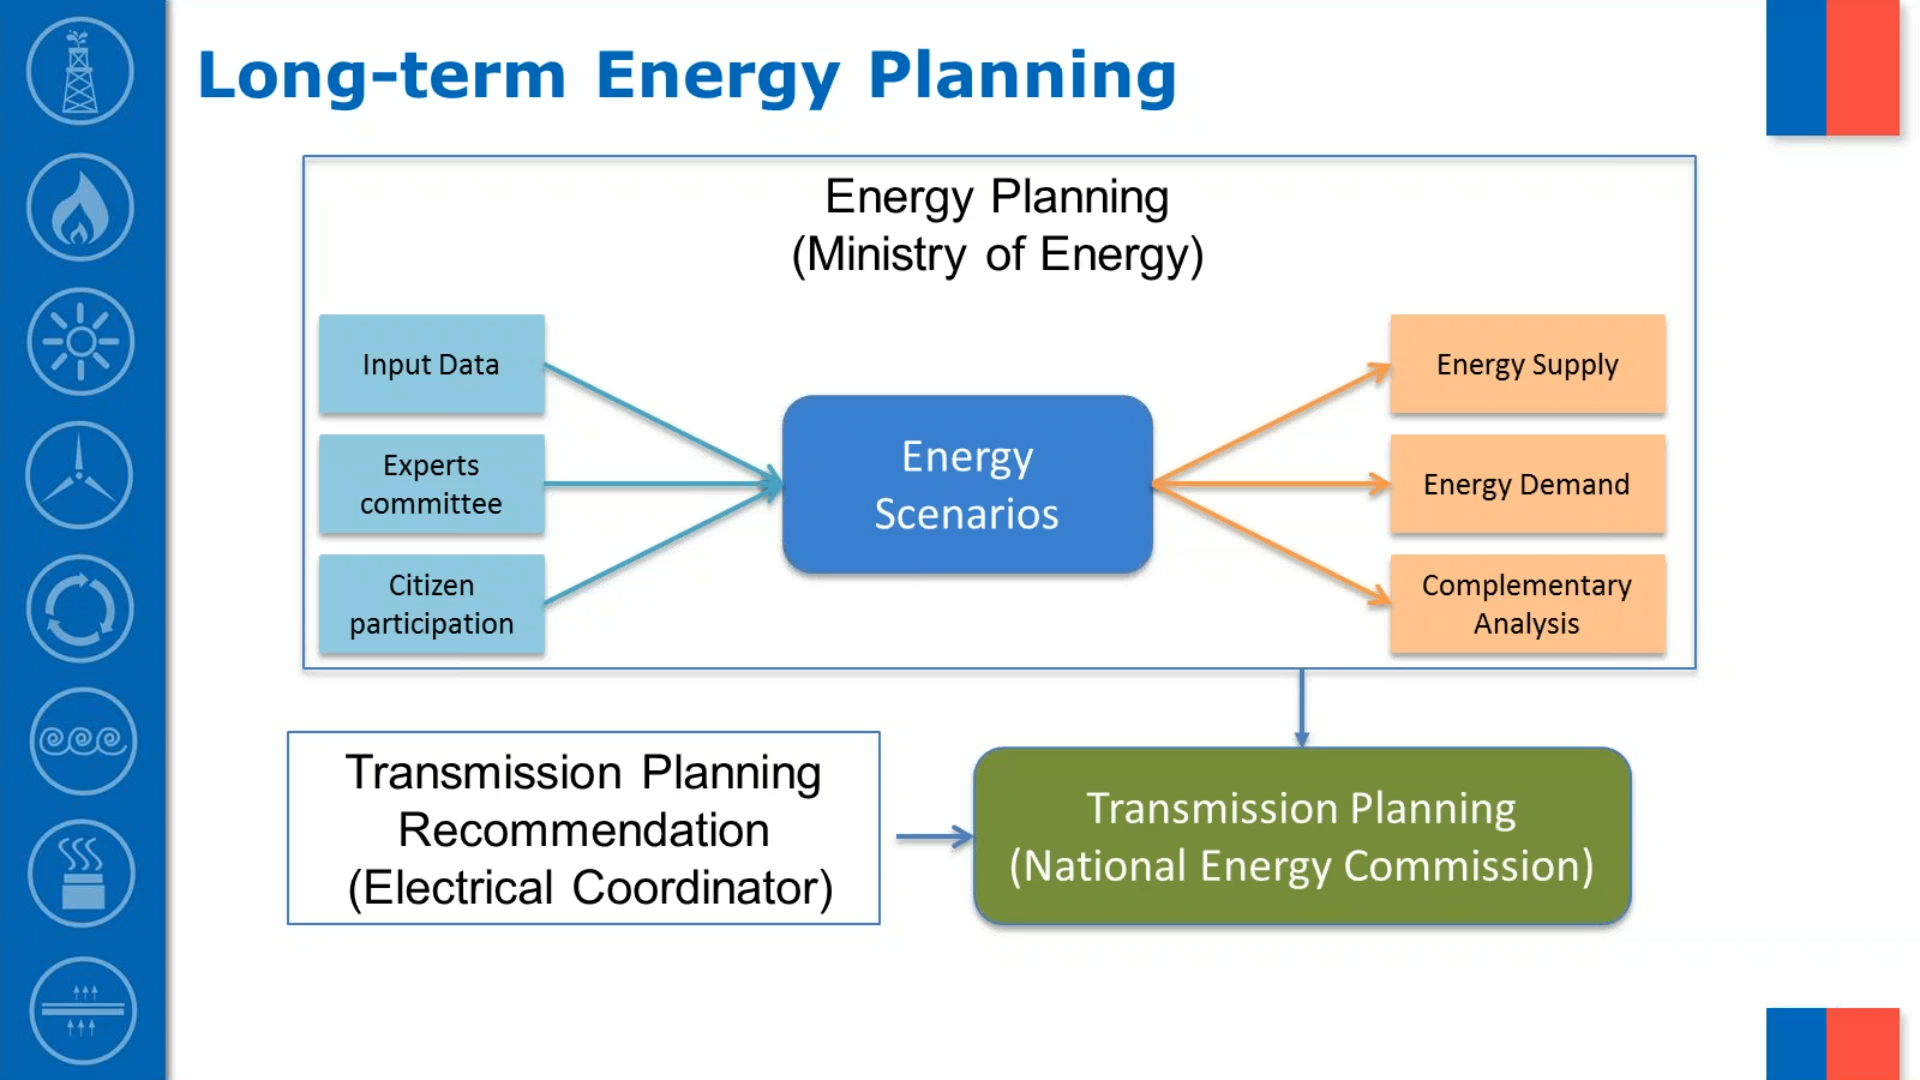 Long-term Energy Planning
Energy Planning
(Ministry of Energy)
Input Data
Experts
committee
Citizen
participation
Energy
Scenarios
Energy Supply
Energy Demand
Complementary
Analysis
Transmission Planning
Recommendation
(Electrical Coordinator)
Transmission Planning
(National Energy Commission)